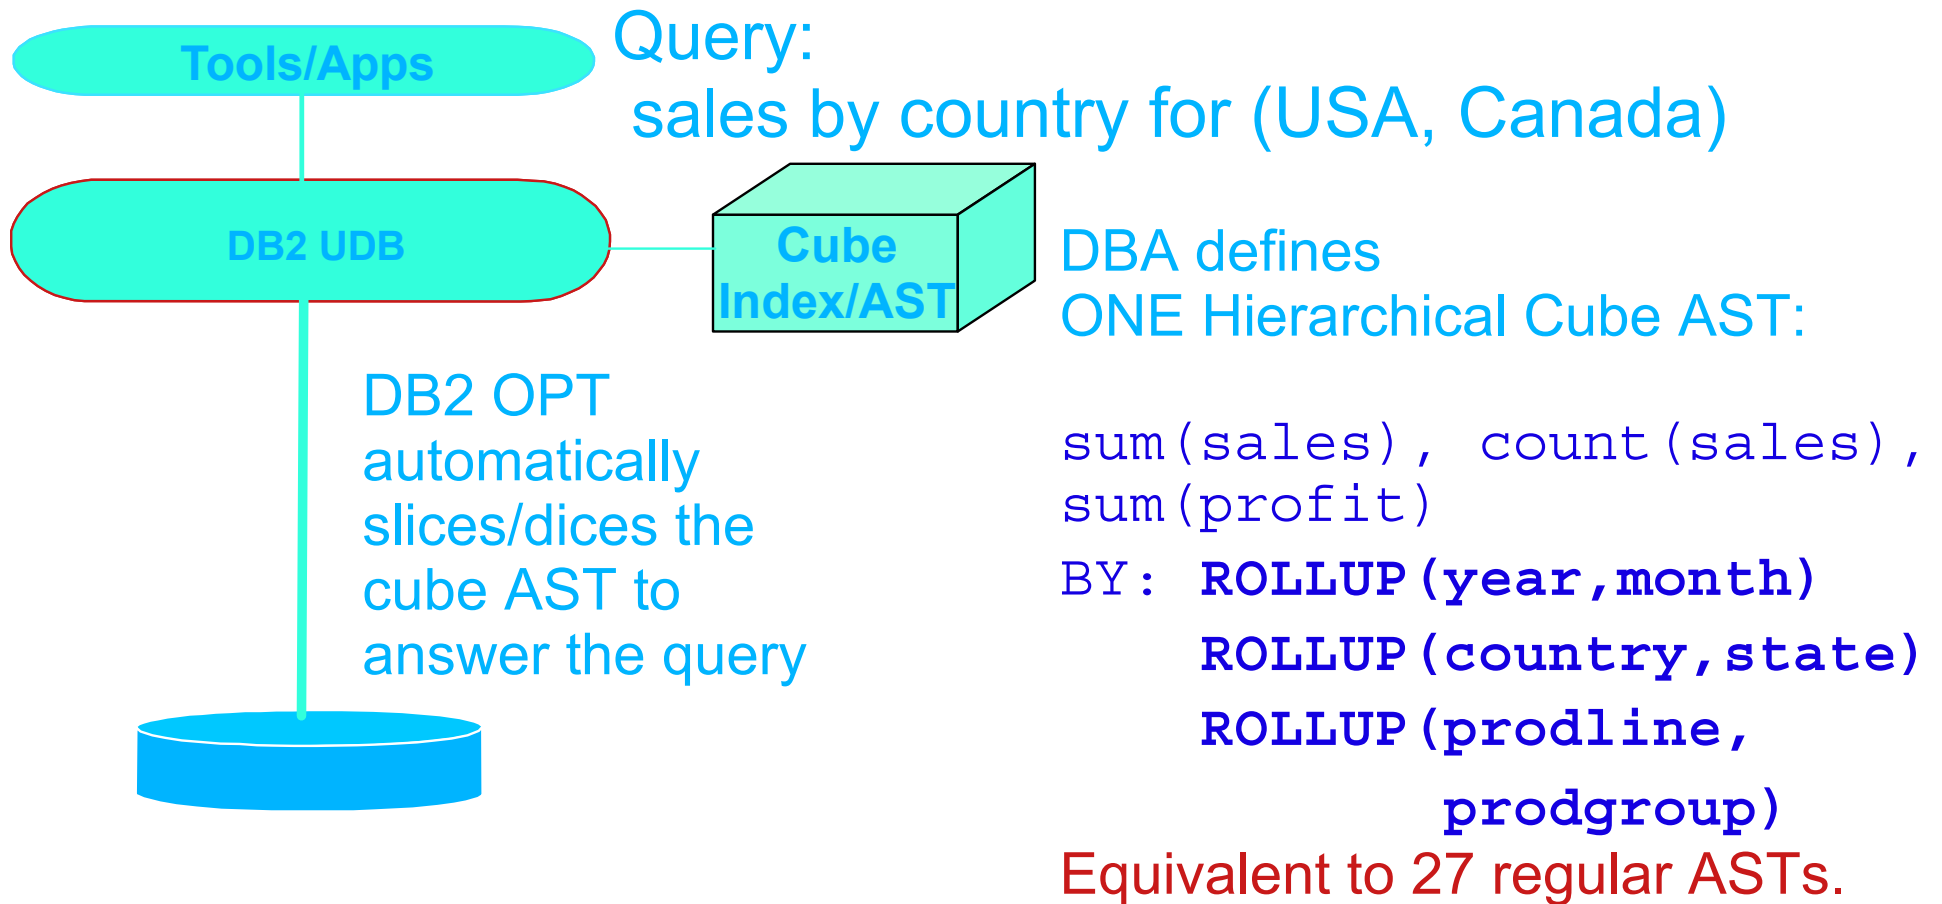 Tools/Apps
Query:
sales by country for (USA, Canada)
DB2 UDB
Cube
Index/AST
DBA defines
ONE Hierarchical Cube AST:
DB2 OPT
automatically
slices/dices the
cube AST to
answer the query
sum(sales), count(sales),
sum(profit)
BY: ROLLUP(year,month)
ROLLUP(country,state)
ROLLUP(prodline,
prodgroup)
Equivalent to 27 regular ASTs.